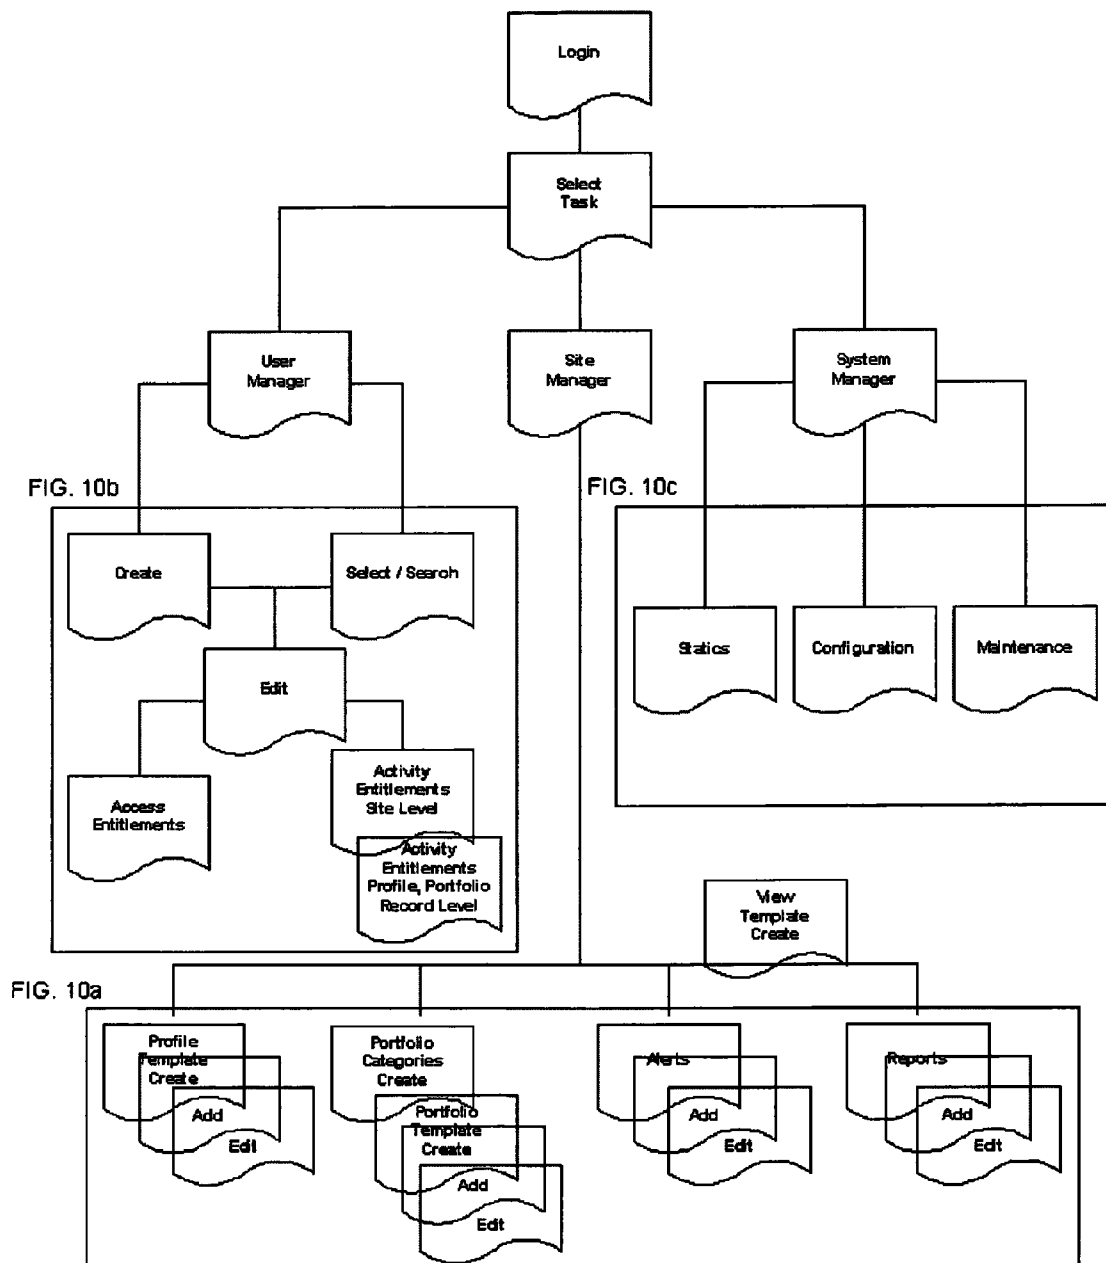 Login
Select
Task
User
Manager
Site
Manager
System
Manager
FIG. 10b
FIG. 10c
Create
Select / Search
Edit
Access
Entitlements
Activity
Entitlements
Site Level
Activity
Entitlements
Profile, Portfolio
Record Level
Statics
Configuration
Maintenance
View
Template
Create
FIG. 10a
Profile
Template
Create
Add
Edit
Portfolio
Categories
Create
Portfolio
Template
Create
Add
Edit
Alerts
Add
Edit
Reports
Add
Edit